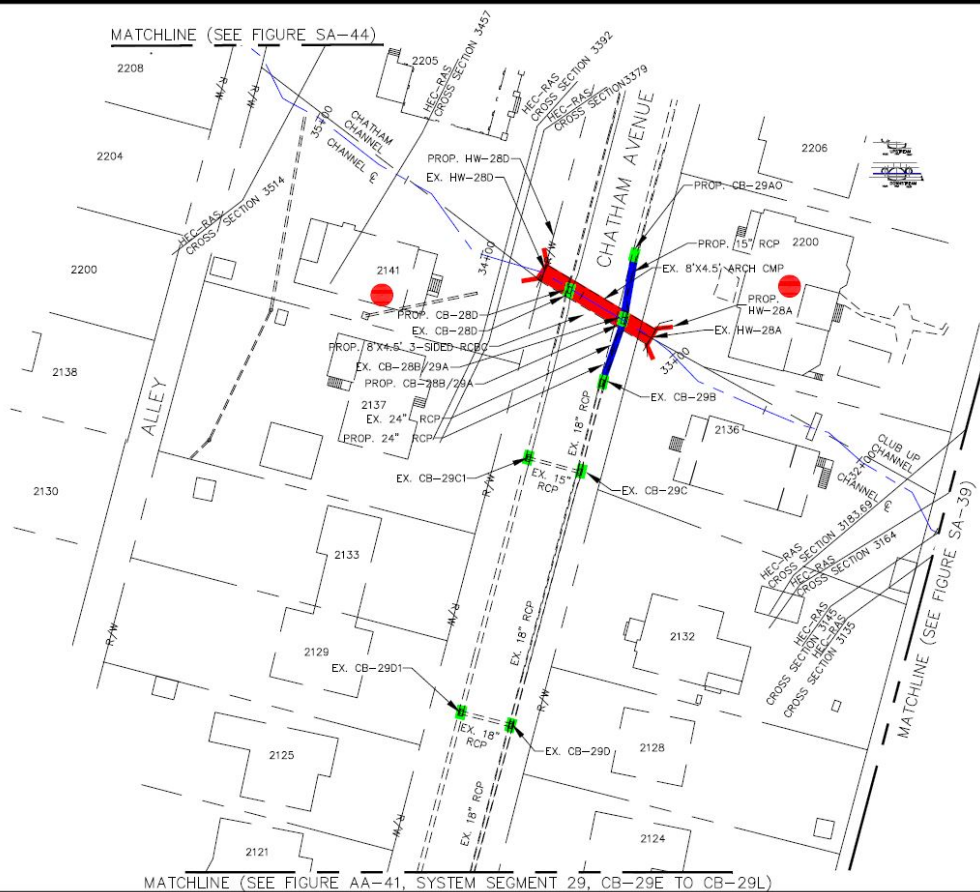 MATCHLINE (SEE FIGURE SA-44)
2208
R/W
R/W
2205
HEC-RAS
CROSS SECTION 3457
HEC-RAS
CROSS SECTION 3392
HEC-RAS
CROSS SECTION 3379
CHATHAM AVENUE
35+00
CHATHAM
CHANNEL
CHANNEL ℄
2204
2206
PROP. HW-28D
EX. HW-28D
R/W
PROP. CB-29AO
HEC-RAS
CROSS SECTION 3514
34+00
PROP. 15" RCP
2200
EX. 8'X4.5' ARCH CMP
2200
2141
PROP.
HW-28A
PROP. CB-28D
EX. CB-28D
EX. HW-28A
PROP. 8'X4.5' 3-SIDED RCBC
33+00
EX. CB-28B/29A
2138
PROP. CB-28B/29A
EX. CB-29B
ALLEY
2137
EX. 24" RCP
PROP. 24" RCP
EX. 18" RCP
2136
CLUB UP
CHANNEL
32+00
CHANNEL ℄
EX. CB-29C1
EX. 15"
RCP
EX. CB-29C
R/W
2130
HEC-RAS
CROSS SECTION 3183.69
HEC-RAS
CROSS SECTION 3164
2133
HEC-RAS
CROSS SECTION 3145
HEC-RAS
CROSS SECTION 3135
MATCHLINE (SEE FIGURE SA-39)
R/W
R/W
EX. 18" RCP
2132
2129
EX. CB-29D1
R/W
EX. 18"
RCP
EX. CB-29D
2125
2128
EX. 18" RCP
R/W
2121
2124
MATCHLINE (SEE FIGURE AA-41, SYSTEM SEGMENT 29, CB-29E TO CB-29L)